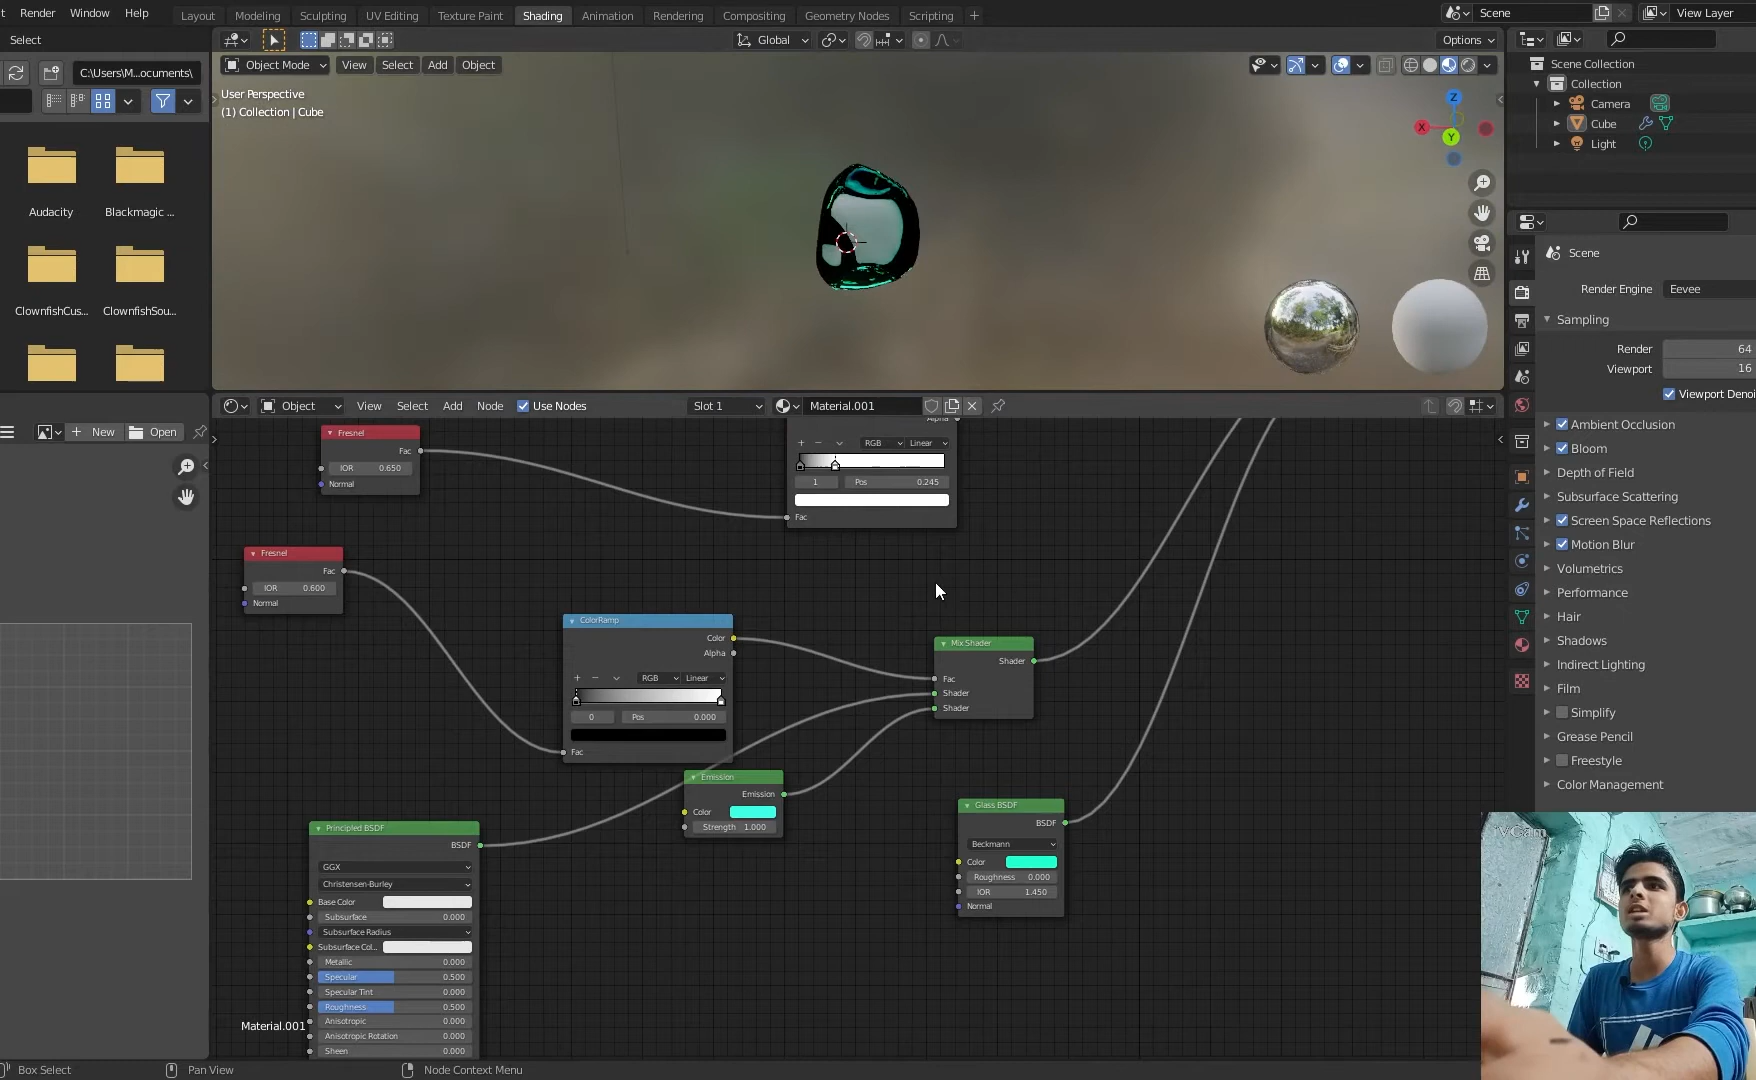 t Render Window Help Layout Modeling Sculpting UV Editing Texture Paint Shading Animation Rendering Compositing Geometry Nodes Scripting + Scene View Layer
Select
Global
Options
C:\Users\M...ocuments\
Object Mode View Select Add Object
User Perspective
(1) Collection | Cube
Z
X
Y
Audacity Blackmagic ...
ClownfishCus... ClownfishSou...
Scene Collection
Collection
Camera
Cube
Light
Scene
Render Engine Eevee
Sampling
Render 64
Viewport 16
Viewport Denoi
Ambient Occlusion
Bloom
Depth of Field
Subsurface Scattering
Screen Space Reflections
Motion Blur
Volumetrics
Performance
Hair
Shadows
Indirect Lighting
Film
Simplify
Grease Pencil
Freestyle
Color Management
Object View Select Add Node Use Nodes Slot 1 Material.001
+ New Open
Fresnel
Fac
IOR 0.650
Normal
Alpha
RGB Linear
1 Pos 0.245
Fac
Fresnel
Fac
IOR 0.600
Normal
ColorRamp
Color
Alpha
RGB Linear
0 Pos 0.000
Fac
Mix Shader
Shader
Fac
Shader
Shader
Emission
Emission
Color
Strength 1.000
Glass BSDF
BSDF
Beckmann
Color
Roughness 0.000
IOR 1.450
Normal
Principled BSDF
BSDF
GGX
Christensen-Burley
Base Color
Subsurface 0.000
Subsurface Radius
Subsurface Col..
Metallic 0.000
Specular 0.500
Specular Tint 0.000
Roughness 0.500
Anisotropic 0.000
Anisotropic Rotation 0.000
Sheen 0.000
Material.001
iVCam
Box Select Pan View Node Context Menu